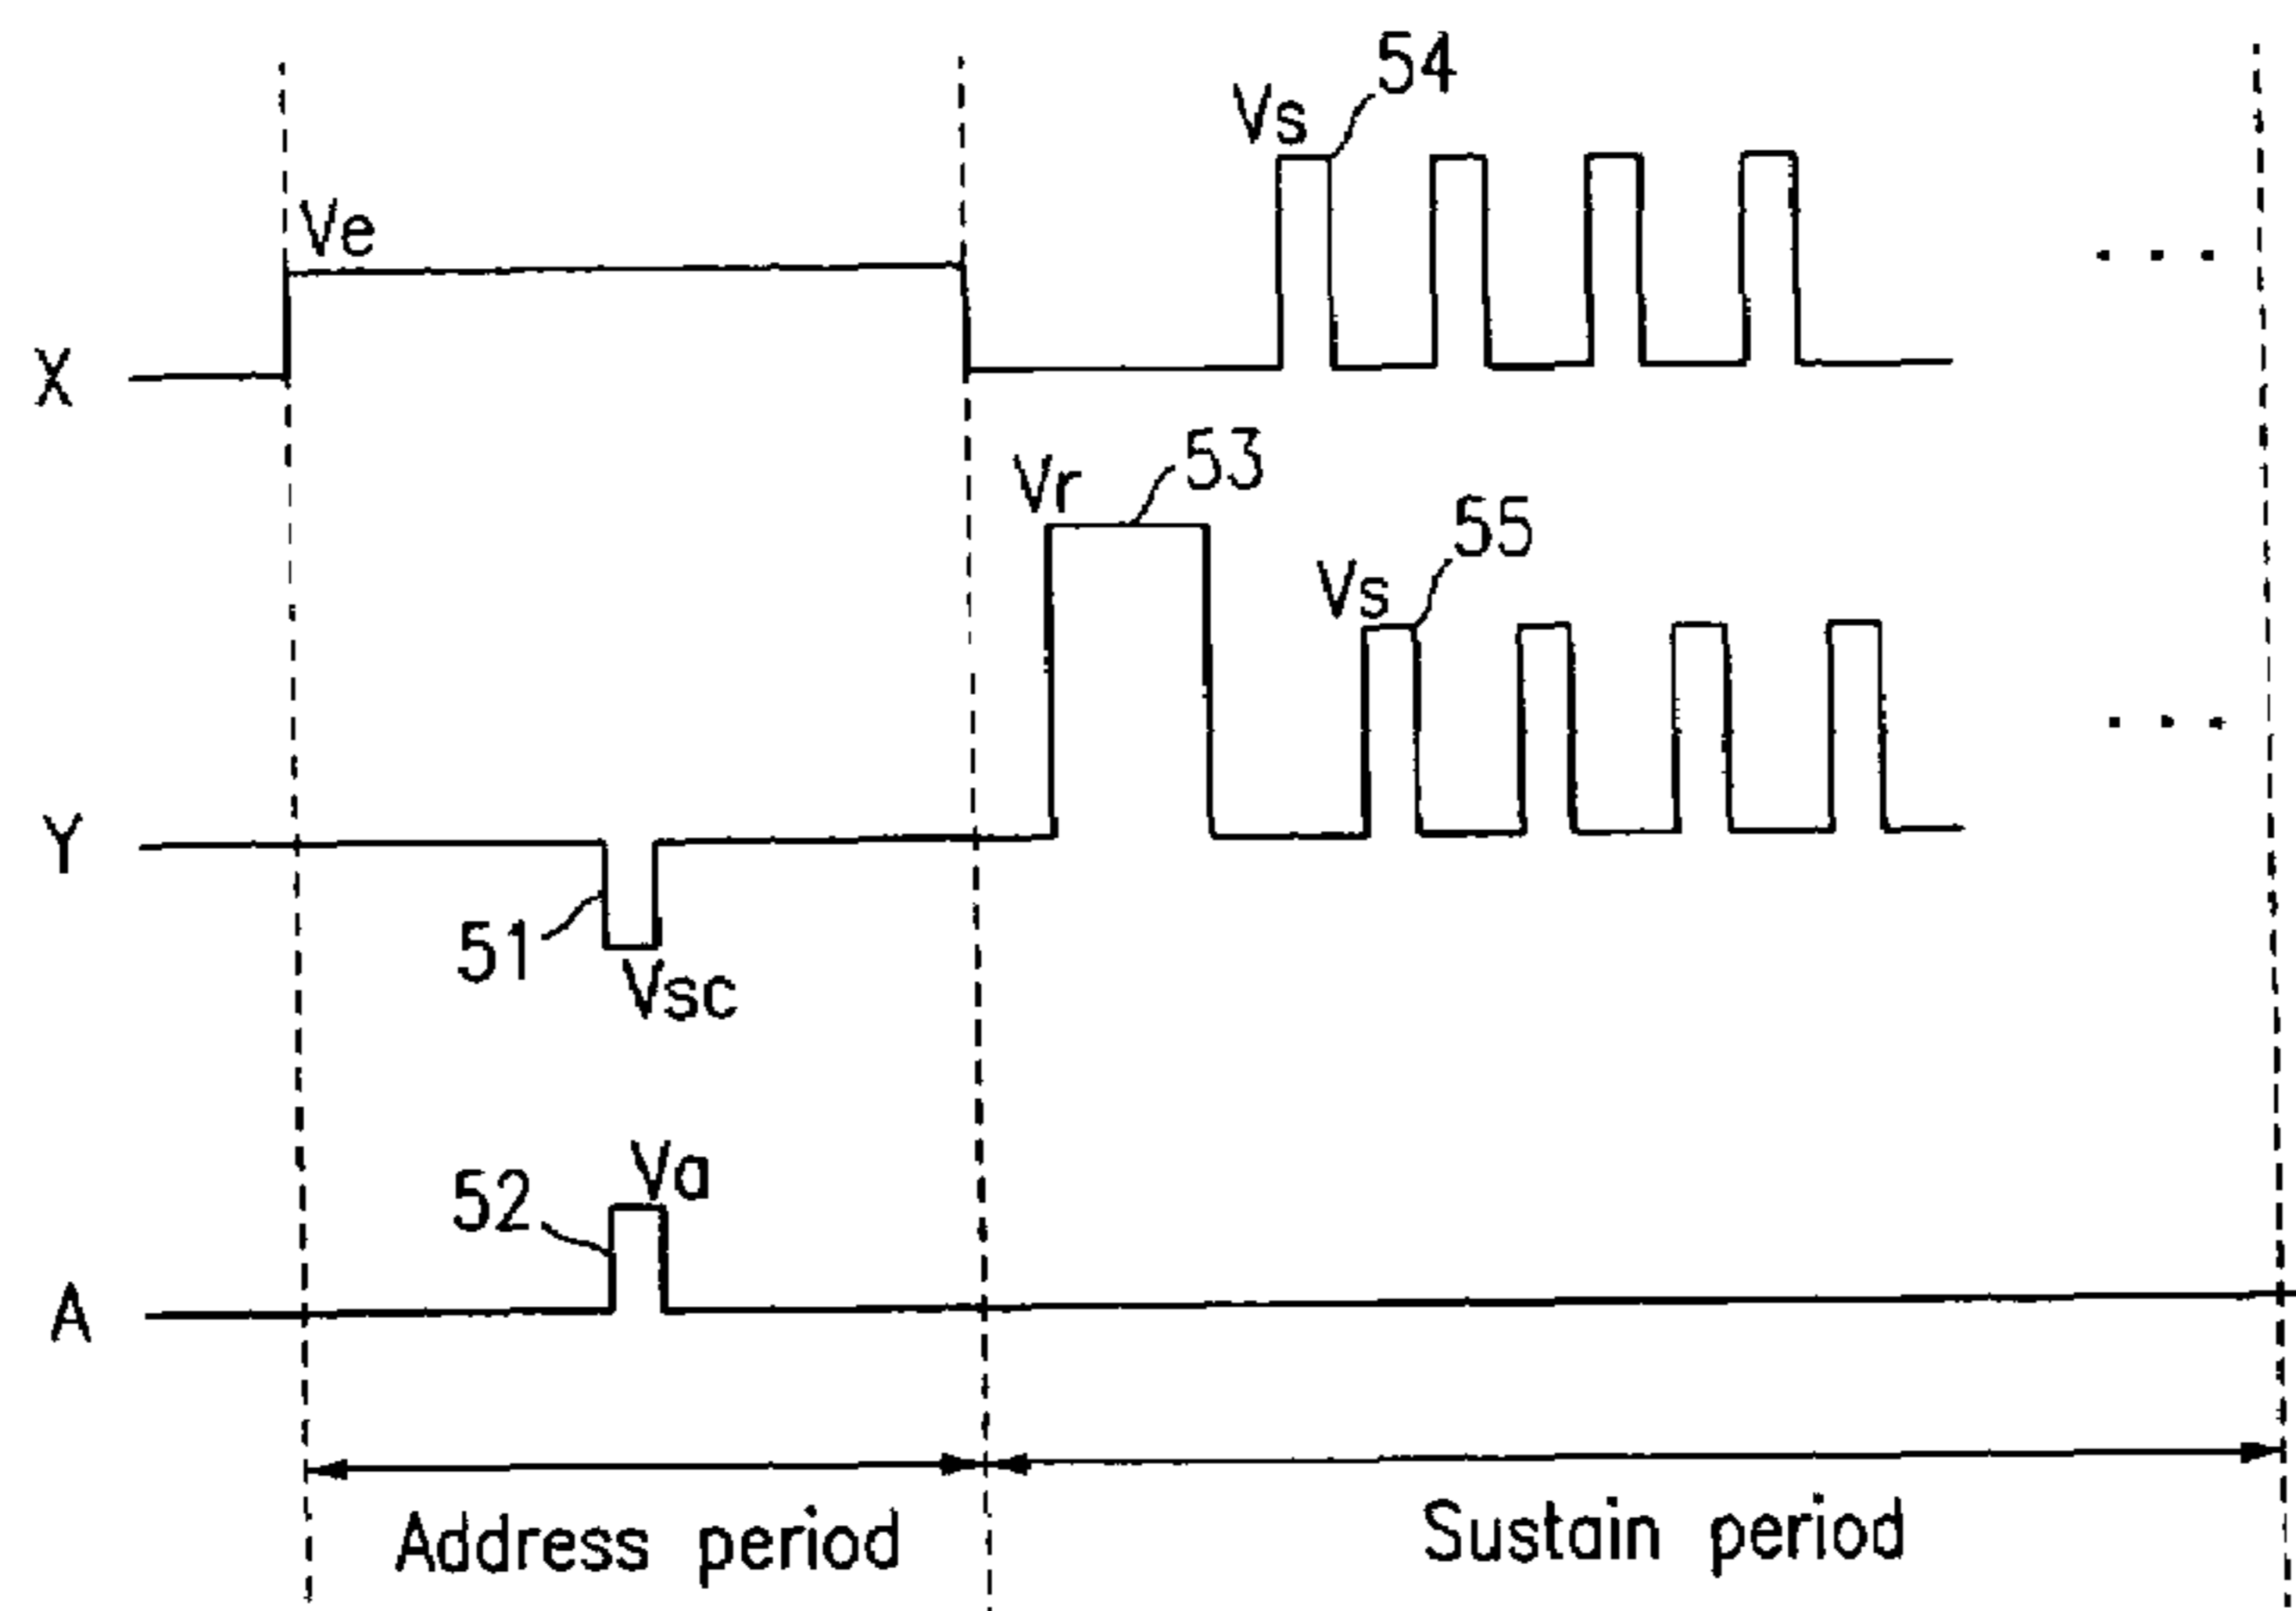 54
Vs
Ve
X
Vr
53
55
Vs
Y
51
Vsc
Va
52
A
Address period
Sustain period